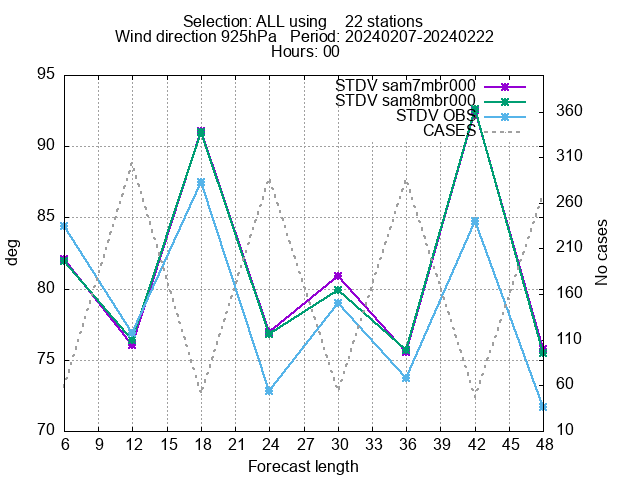 Selection: ALL using    22 stations
Wind direction 925hPa   Period: 20240207-20240222
Hours: 00
STDV sam7mbr000
STDV sam8mbr000
STDV OBS
CASES
95
90
85
80
75
70
deg
360
310
260
210
160
110
60
10
No cases
6 9 12 15 18 21 24 27 30 33 36 39 42 45 48
Forecast length